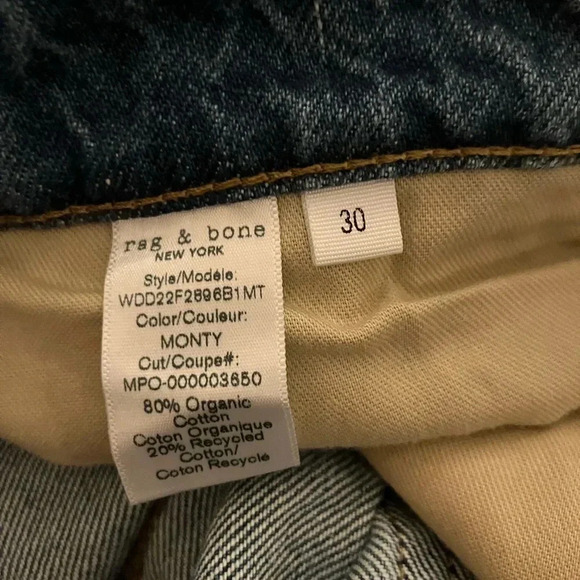 rag & bone
NEW YORK
Style/Modèle:
WDD22F2896B1MT
Color/Couleur:
MONTY
Cut/Coupe#:
MPO-000003650
80% Organic
Cotton
Coton Organique
20% Recycled
Cotton/
Coton Recyclé
30